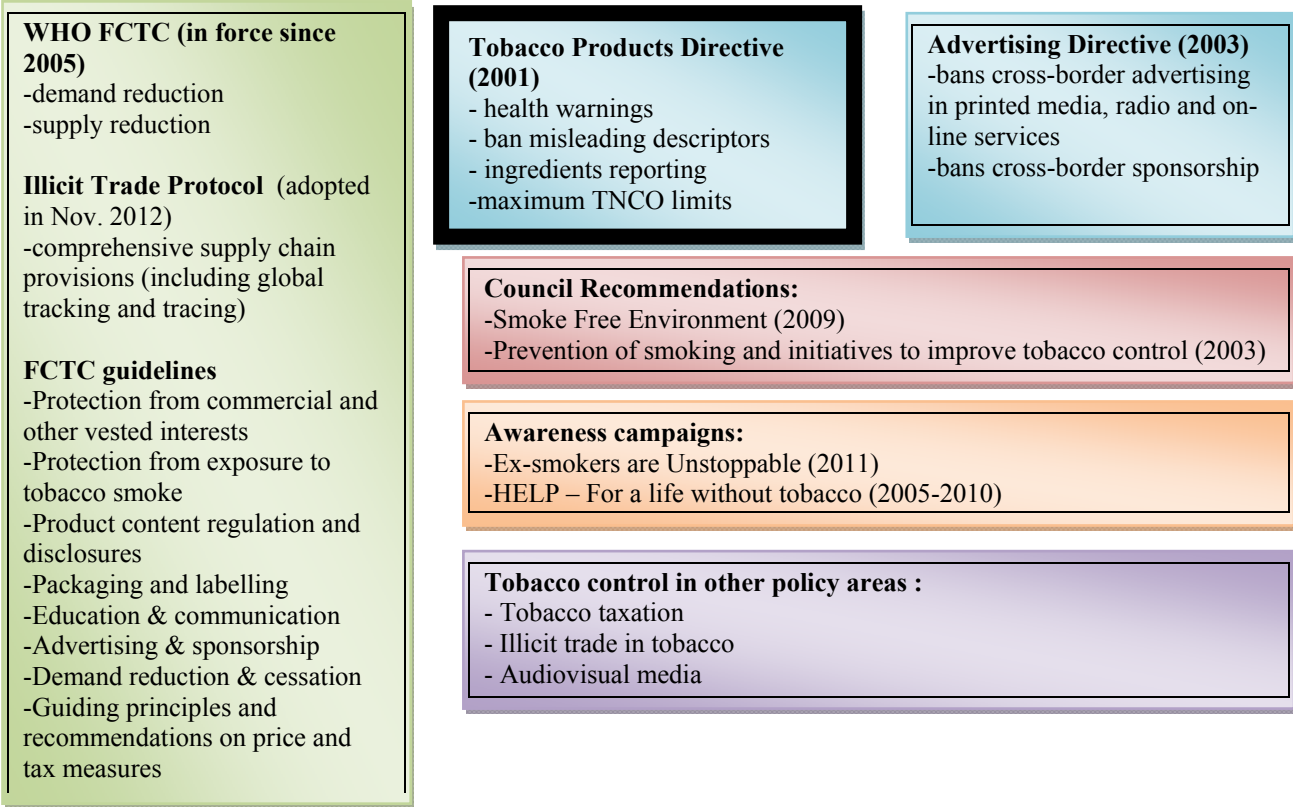 WHO FCTC (in force since
2005)
-demand reduction
-supply reduction
Illicit Trade Protocol (adopted
in Nov. 2012)
-comprehensive supply chain
provisions (including global
tracking and tracing)
FCTC guidelines
-Protection from commercial and
other vested interests
-Protection from exposure to
tobacco smoke
-Product content regulation and
disclosures
-Packaging and labelling
-Education & communication
-Advertising & sponsorship
-Demand reduction & cessation
-Guiding principles and
recommendations on price and
tax measures
Tobacco Products Directive
(2001)
- health warnings
- ban misleading descriptors
- ingredients reporting
-maximum TNCO limits
Advertising Directive (2003)
-bans cross-border advertising
in printed media, radio and on-
line services
-bans cross-border sponsorship
Council Recommendations:
-Smoke Free Environment (2009)
-Prevention of smoking and initiatives to improve tobacco control (2003)
Awareness campaigns:
-Ex-smokers are Unstoppable (2011)
-HELP – For a life without tobacco (2005-2010)
Tobacco control in other policy areas :
- Tobacco taxation
- Illicit trade in tobacco
- Audiovisual media